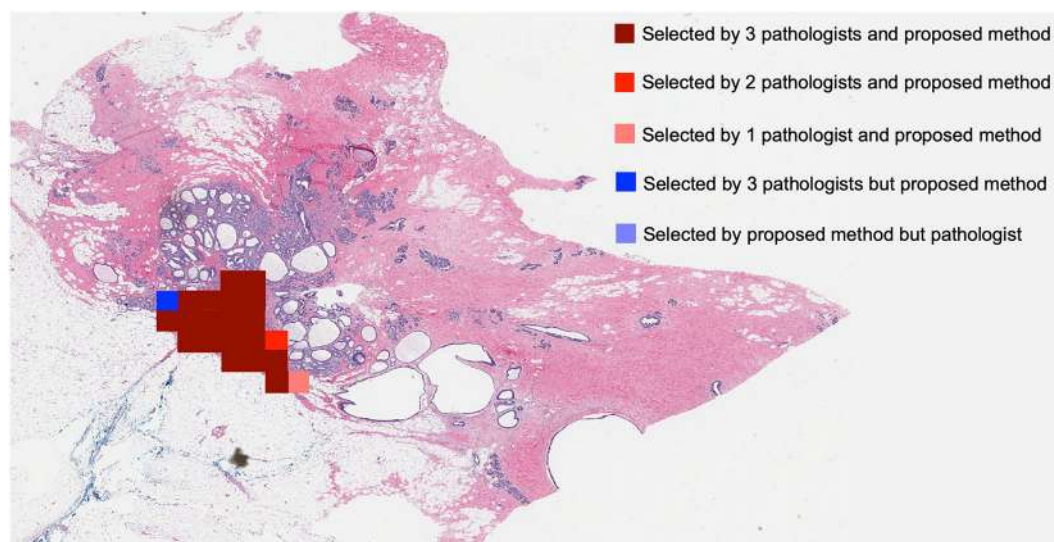 Selected by 3 pathologists and proposed method
Selected by 2 pathologists and proposed method
Selected by 1 pathologist and proposed method
Selected by 3 pathologists but proposed method
Selected by proposed method but pathologist